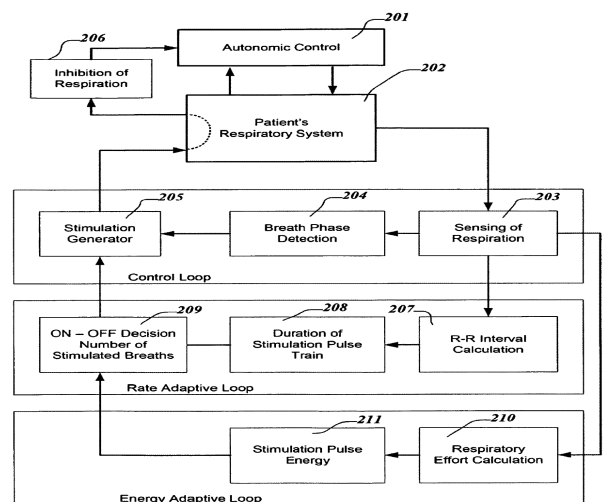 201
206
Autonomic Control
Inhibition of
Respiration
202
Patient's
Respiratory System
205
204
203
Stimulation
Generator
Breath Phase
Detection
Sensing of
Respiration
Control Loop
209
208
207
ON – OFF Decision
Number of
Stimulated Breaths
Duration of
Stimulation Pulse
Train
R-R Interval
Calculation
Rate Adaptive Loop
211
210
Stimulation Pulse
Energy
Respiratory
Effort Calculation
Energy Adaptive Loop